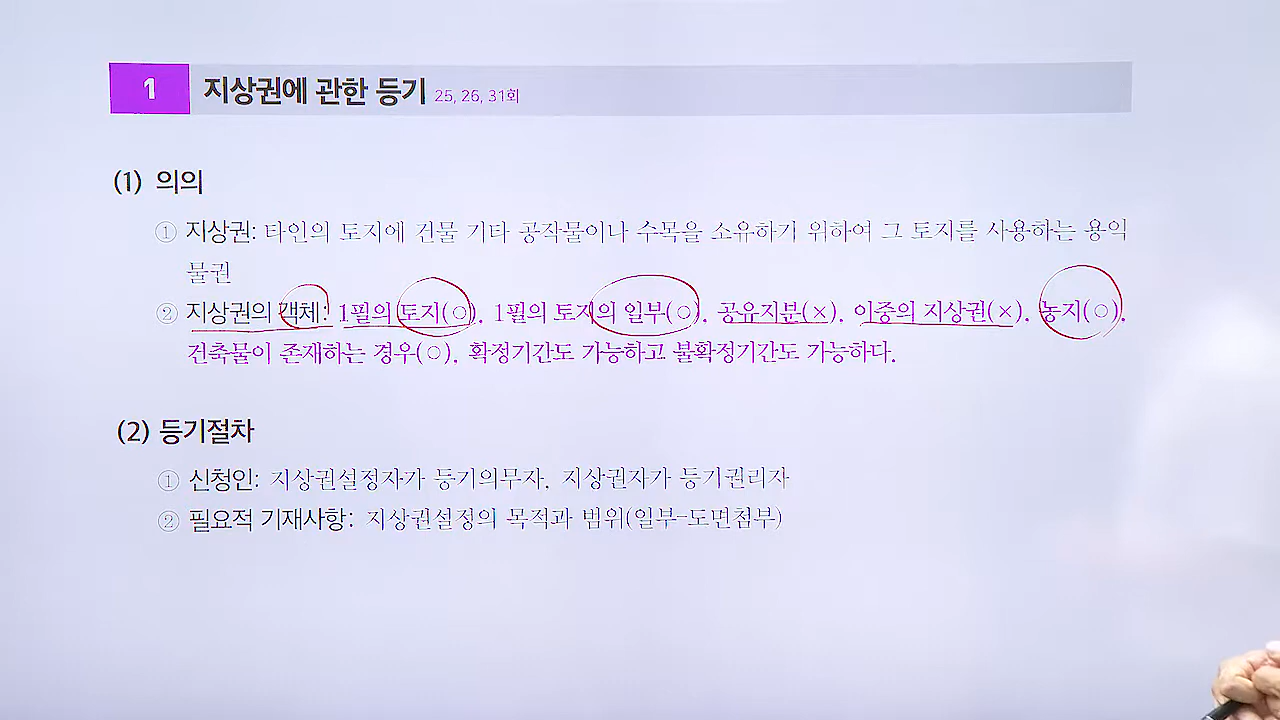 1 지상권에 관한 등기 25, 26, 31회
(1) 의의
① 지상권: 타인의 토지에 건물 기타 공작물이나 수목을 소유하기 위하여 그 토지를 사용하는 용익
물권
② 지상권의 객체: 1필의 토지(○), 1필의 토지의 일부(○), 공유지분(×), 이중의 지상권(×), 농지(○),
건축물이 존재하는 경우(○), 확정기간도 가능하고 불확정기간도 가능하다.
(2) 등기절차
① 신청인: 지상권설정자가 등기의무자, 지상권자가 등기권리자
② 필요적 기재사항: 지상권설정의 목적과 범위(일부-도면첨부)